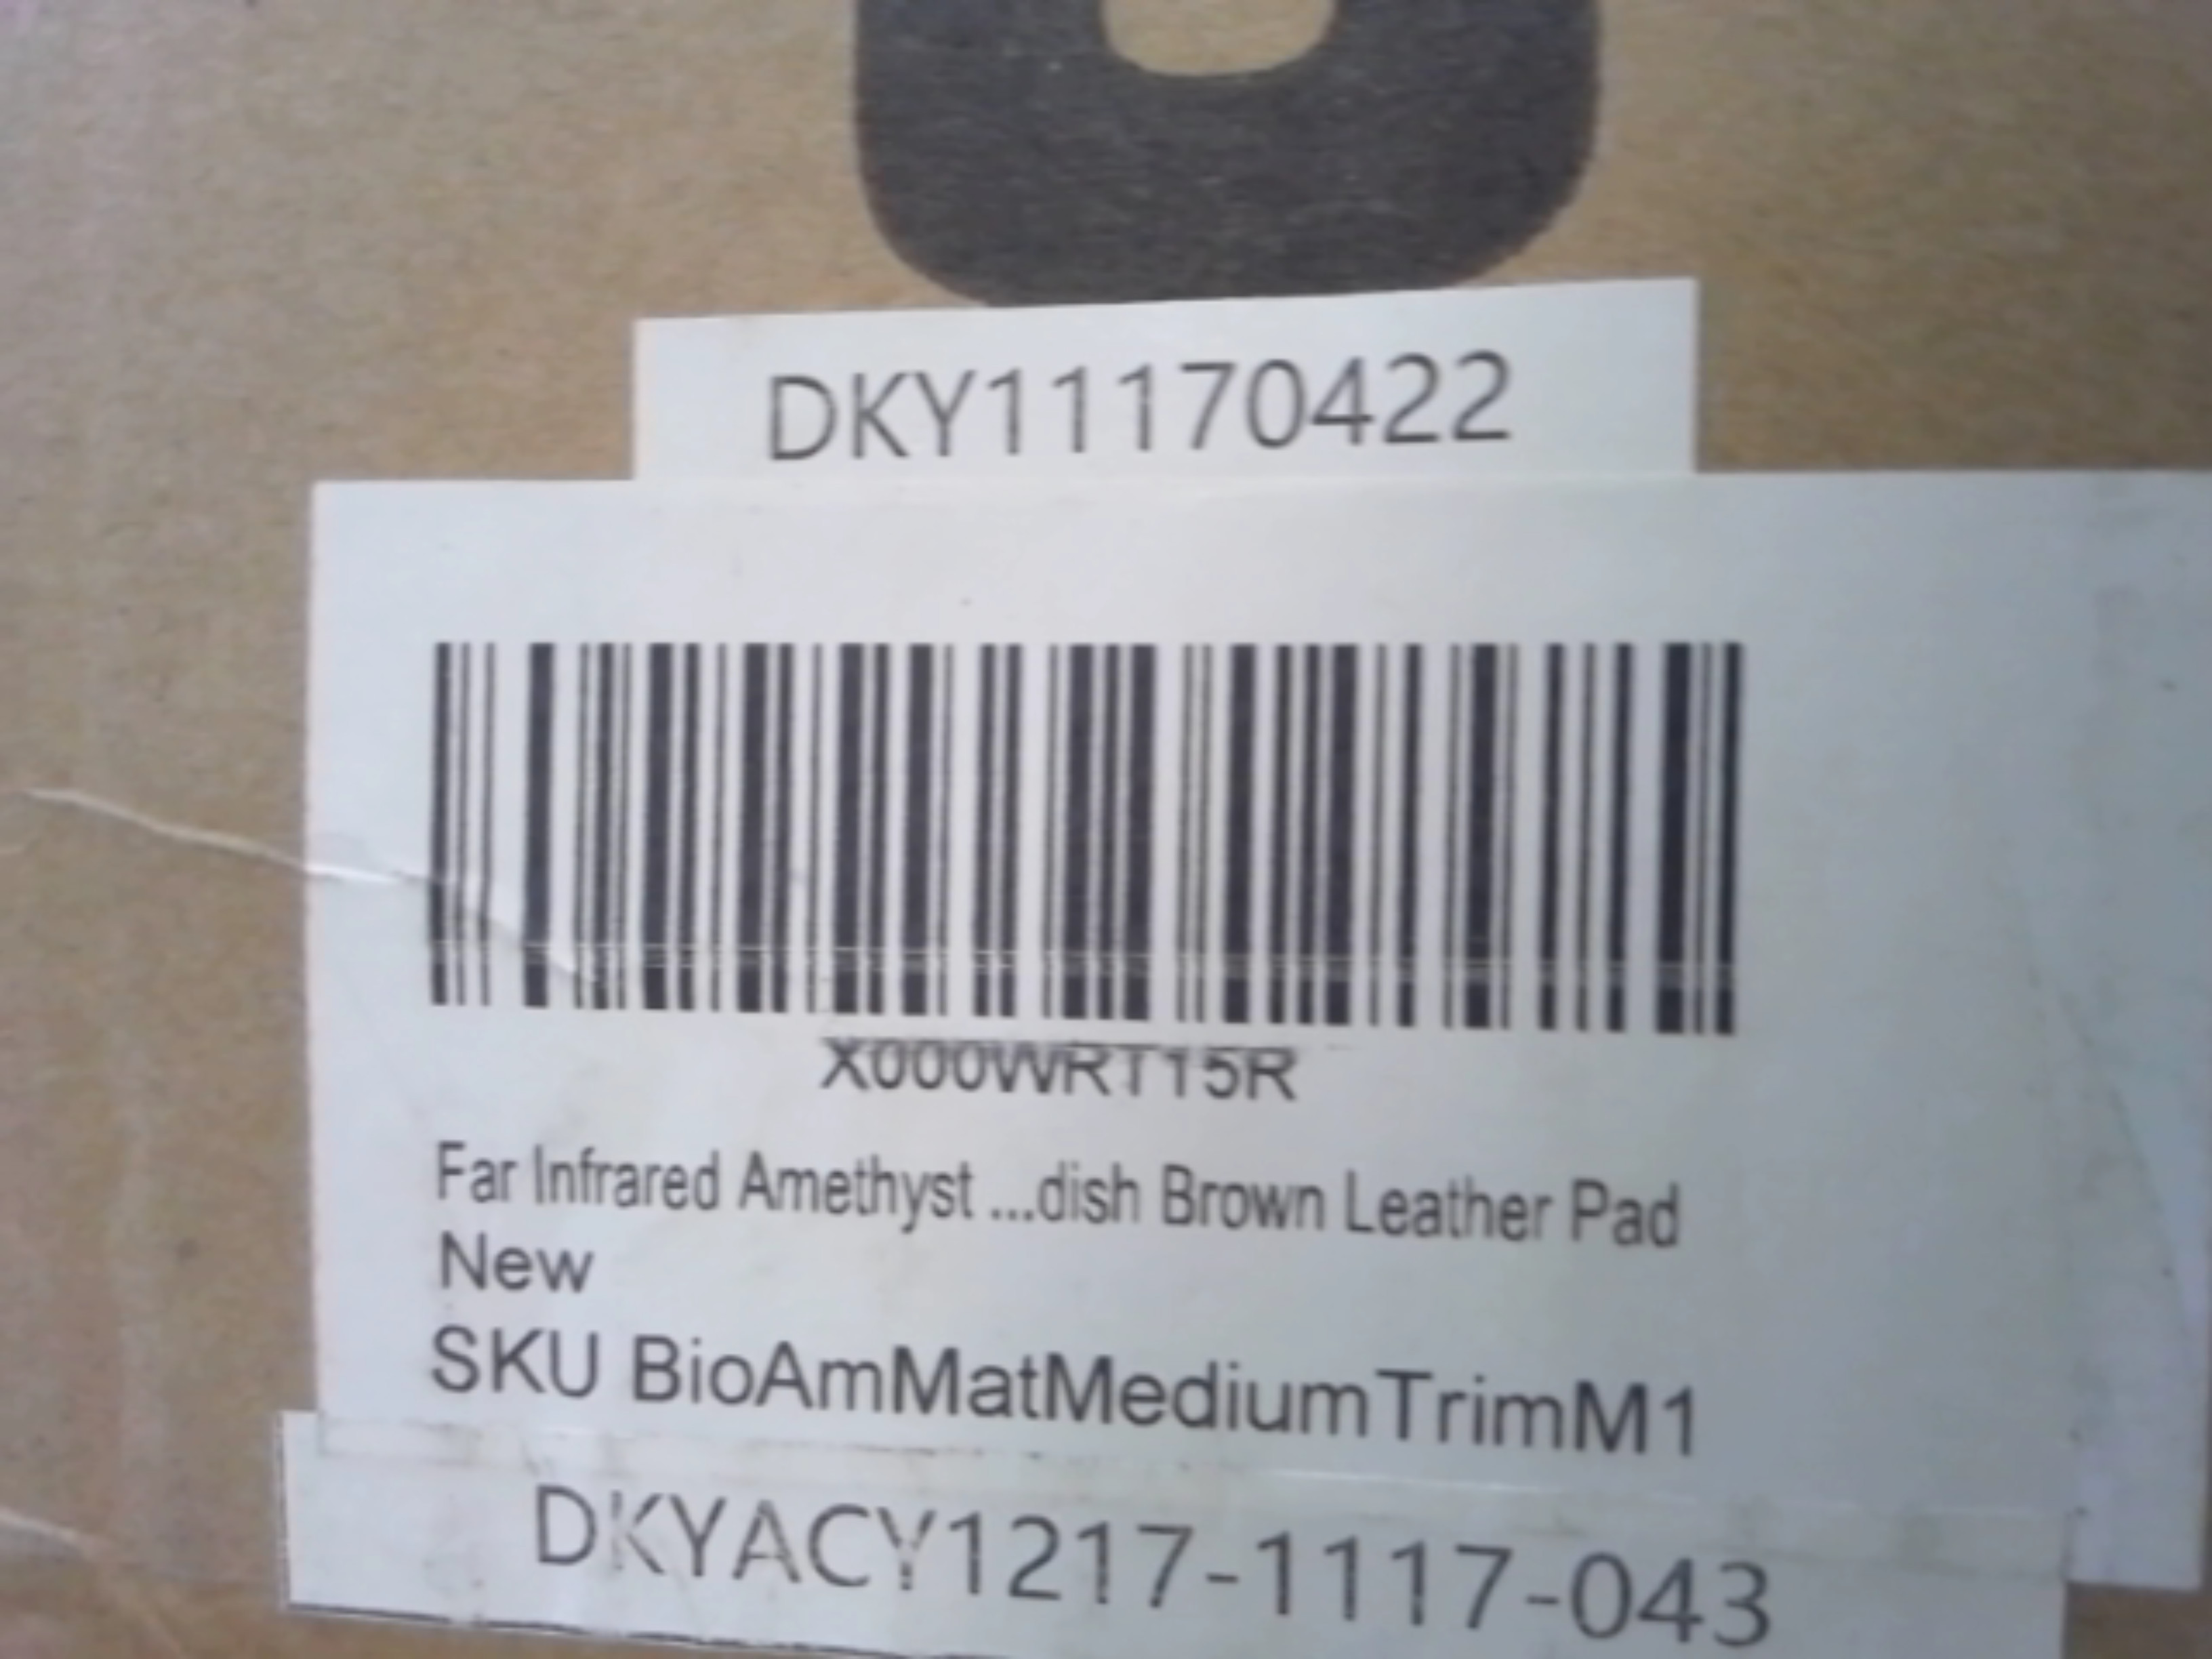 DKY11170422
X000WRT15R
Far Infrared Amethyst ...dish Brown Leather Pad
New
SKU BioAmMatMediumTrimM1
DKYACY1217-1117-043